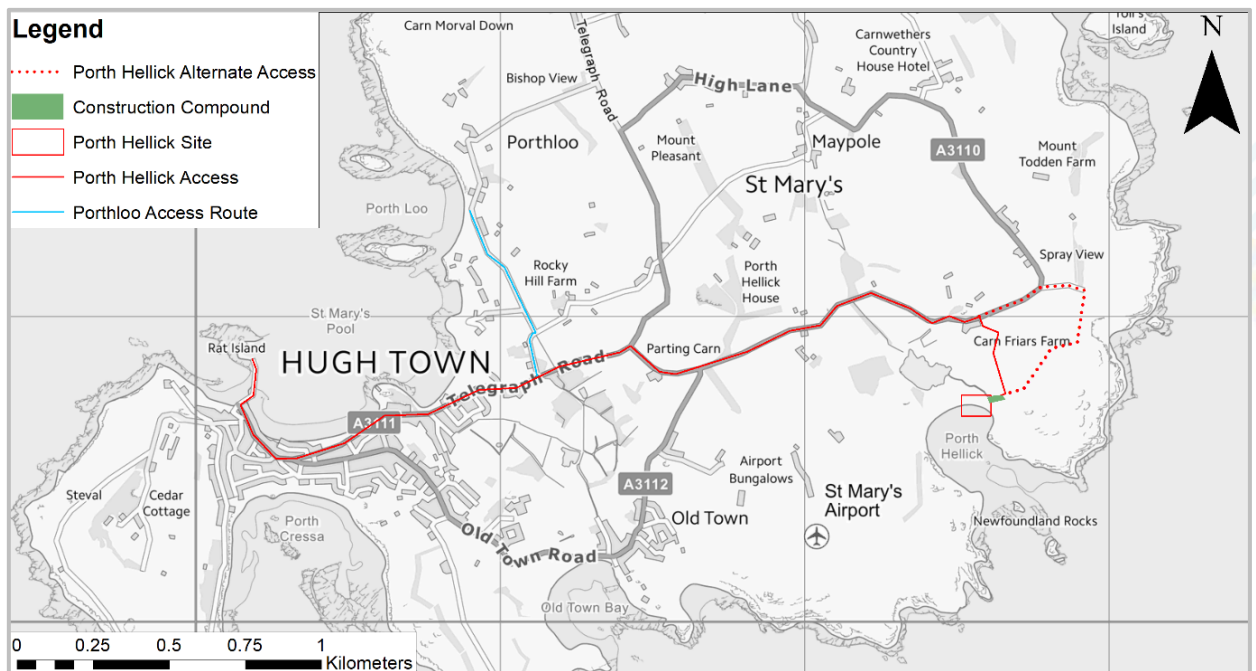 Legend
Porth Hellick Alternate Access
Construction Compound
Porth Hellick Site
Porth Hellick Access
Porthloo Access Route
Carn Morval Down
Telegraph Road
Carnwethers
Country
House Hotel
Island
N
Bishop View
High Lane
Porthloo
Mount
Pleasant
Maypole
A3110
Mount
Todden Farm
St Mary's
Porth Loo
Spray View
Rocky
Hill Farm
Porth
Hellick
House
St Mary's
Pool
Rat Island
HUGH TOWN
Parting Carn
Carn Friars Farm
Telegraph Road
A3111
Porth
Hellick
Steval
Cedar
Cottage
A3112
Airport
Bungalows
St Mary's
Airport
Old Town
Porth
Cressa
Newfoundland Rocks
Old Town Road
Old Town Bay
0 0.25 0.5 0.75 1
Kilometers